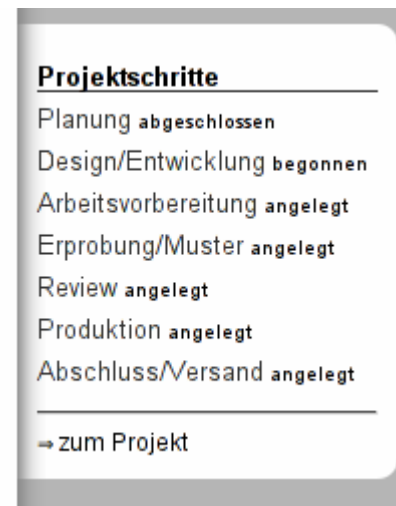 Projektschritte
Planung abgeschlossen
Design/Entwicklung begonnen
Arbeitsvorbereitung angelegt
Erprobung/Muster angelegt
Review angelegt
Produktion angelegt
Abschluss/Versand angelegt
⇒ zum Projekt